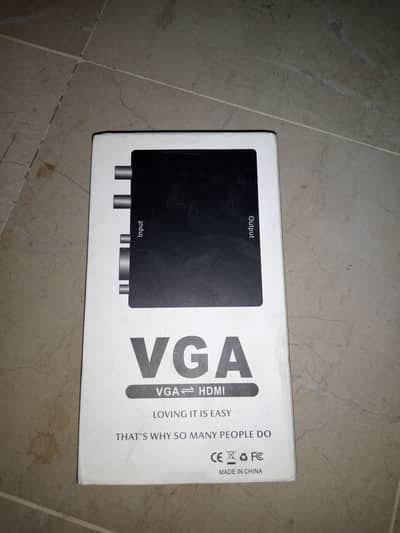 Input
Output
VGA
VGA ⇌ HDMI
LOVING IT IS EASY
THAT'S WHY SO MANY PEOPLE DO
CE FC
MADE IN CHINA